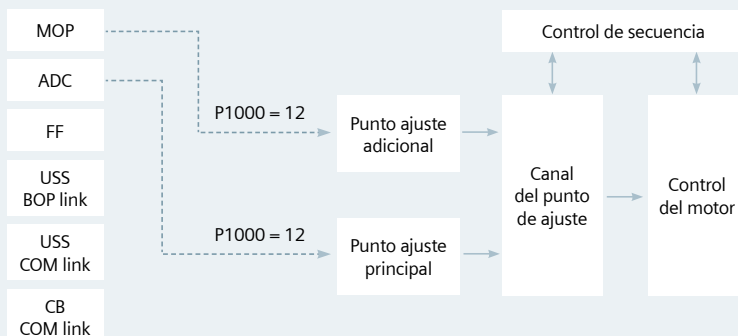 MOP
ADC
FF
USS
BOP link
USS
COM link
CB
COM link
P1000 = 12
P1000 = 12
Punto ajuste
adicional
Punto ajuste
principal
Control de secuencia
Canal
del punto
de ajuste
Control
del motor